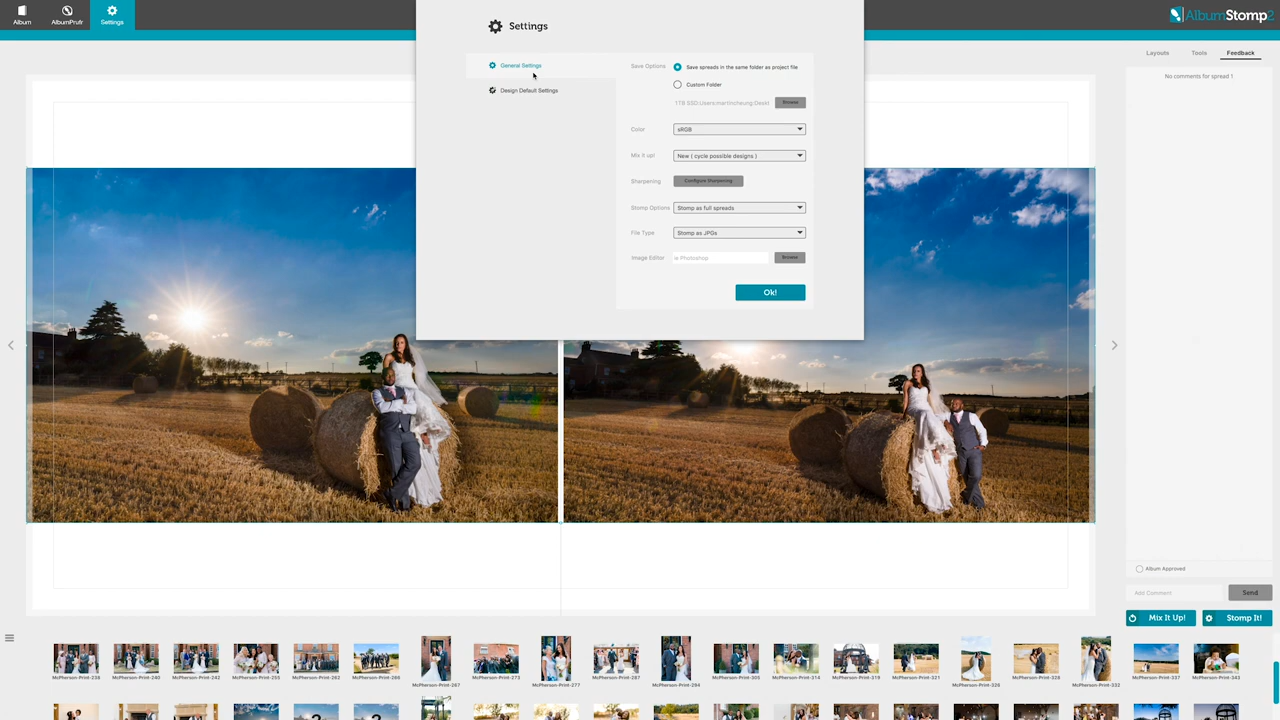 Album
AlbumPrufr
Settings
AlbumStomp2
Settings
General Settings
Design Default Settings
Save Options
Save spreads in the same folder as project file
Custom Folder
1TB SSD:Users:martincheung:Deskt
Browse
Color
sRGB
Mix it up!
New ( cycle possible designs )
Sharpening
Configure Sharpening
Stomp Options
Stomp as full spreads
File Type
Stomp as JPGs
Image Editor
Photoshop
Browse
Ok!
Layouts
Tools
Feedback
No comments for spread 1
Album Approved
Add Comment
Send
Mix It Up!
Stomp It!
McPherson-Print-238
McPherson-Print-240
McPherson-Print-242
McPherson-Print-255
McPherson-Print-262
McPherson-Print-266
McPherson-Print-267
McPherson-Print-273
McPherson-Print-277
McPherson-Print-287
McPherson-Print-294
McPherson-Print-305
McPherson-Print-314
McPherson-Print-319
McPherson-Print-321
McPherson-Print-326
McPherson-Print-328
McPherson-Print-332
McPherson-Print-337
McPherson-Print-343